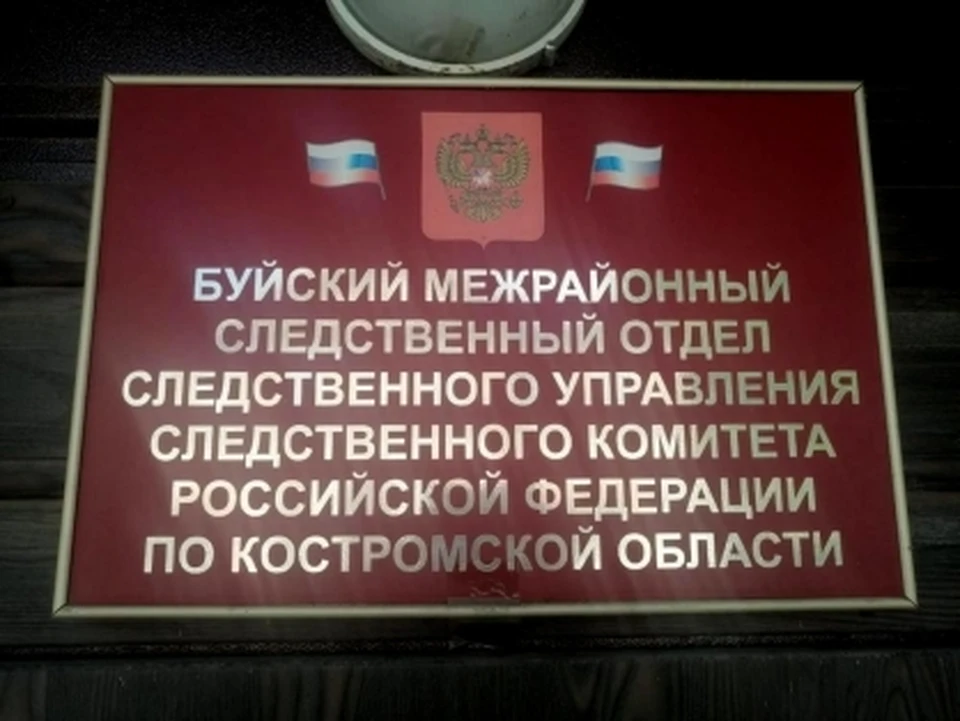 БУЙСКИЙ МЕЖРАЙОННЫЙ
СЛЕДСТВЕННЫЙ ОТДЕЛ
СЛЕДСТВЕННОГО УПРАВЛЕНИЯ
СЛЕДСТВЕННОГО КОМИТЕТА
РОССИЙСКОЙ ФЕДЕРАЦИИ
ПО КОСТРОМСКОЙ ОБЛАСТИ